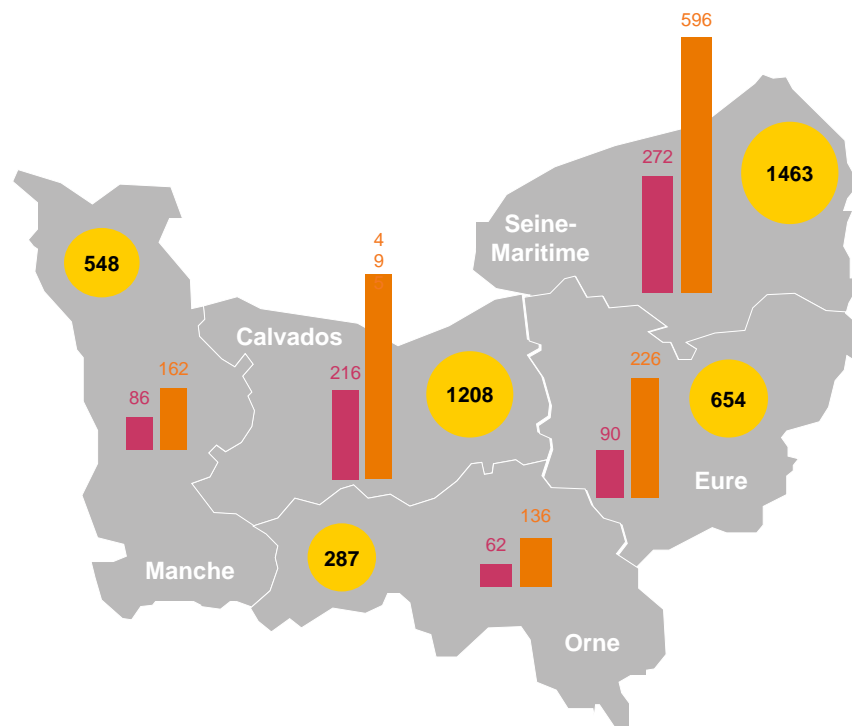 596
272
1463
Seine-
Maritime
548
4
9
Calvados
162
86
216
1208
226
90
654
Eure
136
62
287
Manche
Orne